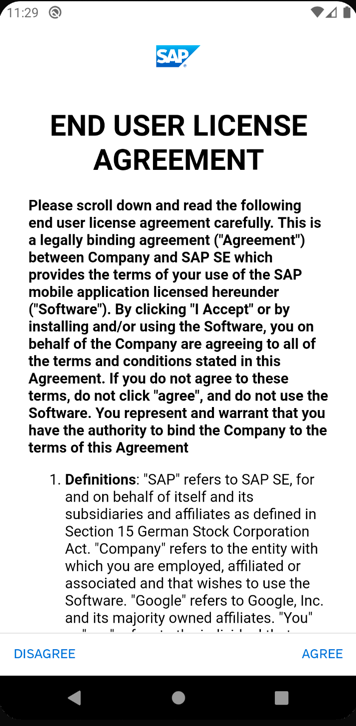 11:29
SAP
END USER LICENSE
AGREEMENT
Please scroll down and read the following
end user license agreement carefully. This is
a legally binding agreement ("Agreement")
between Company and SAP SE which
provides the terms of your use of the SAP
mobile application licensed hereunder
("Software"). By clicking "I Accept" or by
installing and/or using the Software, you on
behalf of the Company are agreeing to all of
the terms and conditions stated in this
Agreement. If you do not agree to these
terms, do not click "agree", and do not use the
Software. You represent and warrant that you
have the authority to bind the Company to the
terms of this Agreement
1. Definitions: "SAP" refers to SAP SE, for
and on behalf of itself and its
subsidiaries and affiliates as defined in
Section 15 German Stock Corporation
Act. "Company" refers to the entity with
which you are employed, affiliated or
associated and that wishes to use the
Software. "Google" refers to Google, Inc.
and its majority owned affiliates. "You"
DISAGREE
AGREE